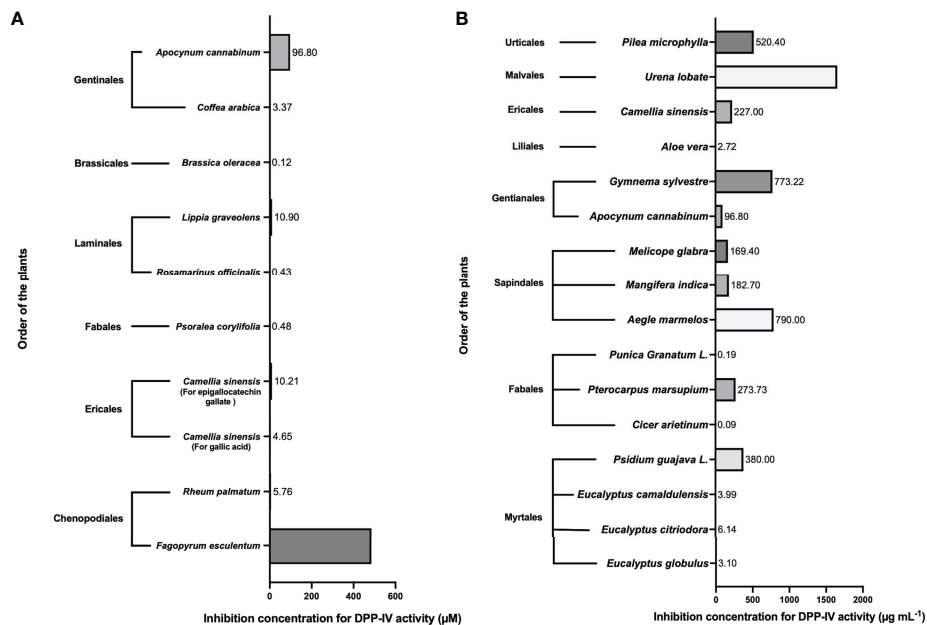 A
Order of the plants
Gentinales
Apocynum cannabinum
96.80
Coffea arabica
3.37
Brassicales
Brassica oleracea
0.12
Laminales
Lippia graveolens
10.90
Rosamarinus officinalis
0.43
Fabales
Psoralea corylifolia
0.48
Ericales
Camellia sinensis
(For epigallocatechin
gallate )
10.21
Camellia sinensis
(For gallic acid)
4.65
Chenopodiales
Rheum palmatum
5.76
Fagopyrum esculentum
0 200 400 600
Inhibition concentration for DPP-IV activity (µM)
B
Order of the plants
Urticales
Pilea microphylla
520.40
Malvales
Urena lobate
Ericales
Camellia sinensis
227.00
Liliales
Aloe vera
2.72
Gentianales
Gymnema sylvestre
773.22
Apocynum cannabinum
96.80
Sapindales
Melicope glabra
169.40
Mangifera indica
182.70
Aegle marmelos
790.00
Fabales
Punica Granatum L.
0.19
Pterocarpus marsupium
273.73
Cicer arietinum
0.09
Myrtales
Psidium guajava L.
380.00
Eucalyptus camaldulensis
3.99
Eucalyptus citriodora
6.14
Eucalyptus globulus
3.10
0 500 1000 1500 2000
Inhibition concentration for DPP-IV activity (µg mL⁻¹)